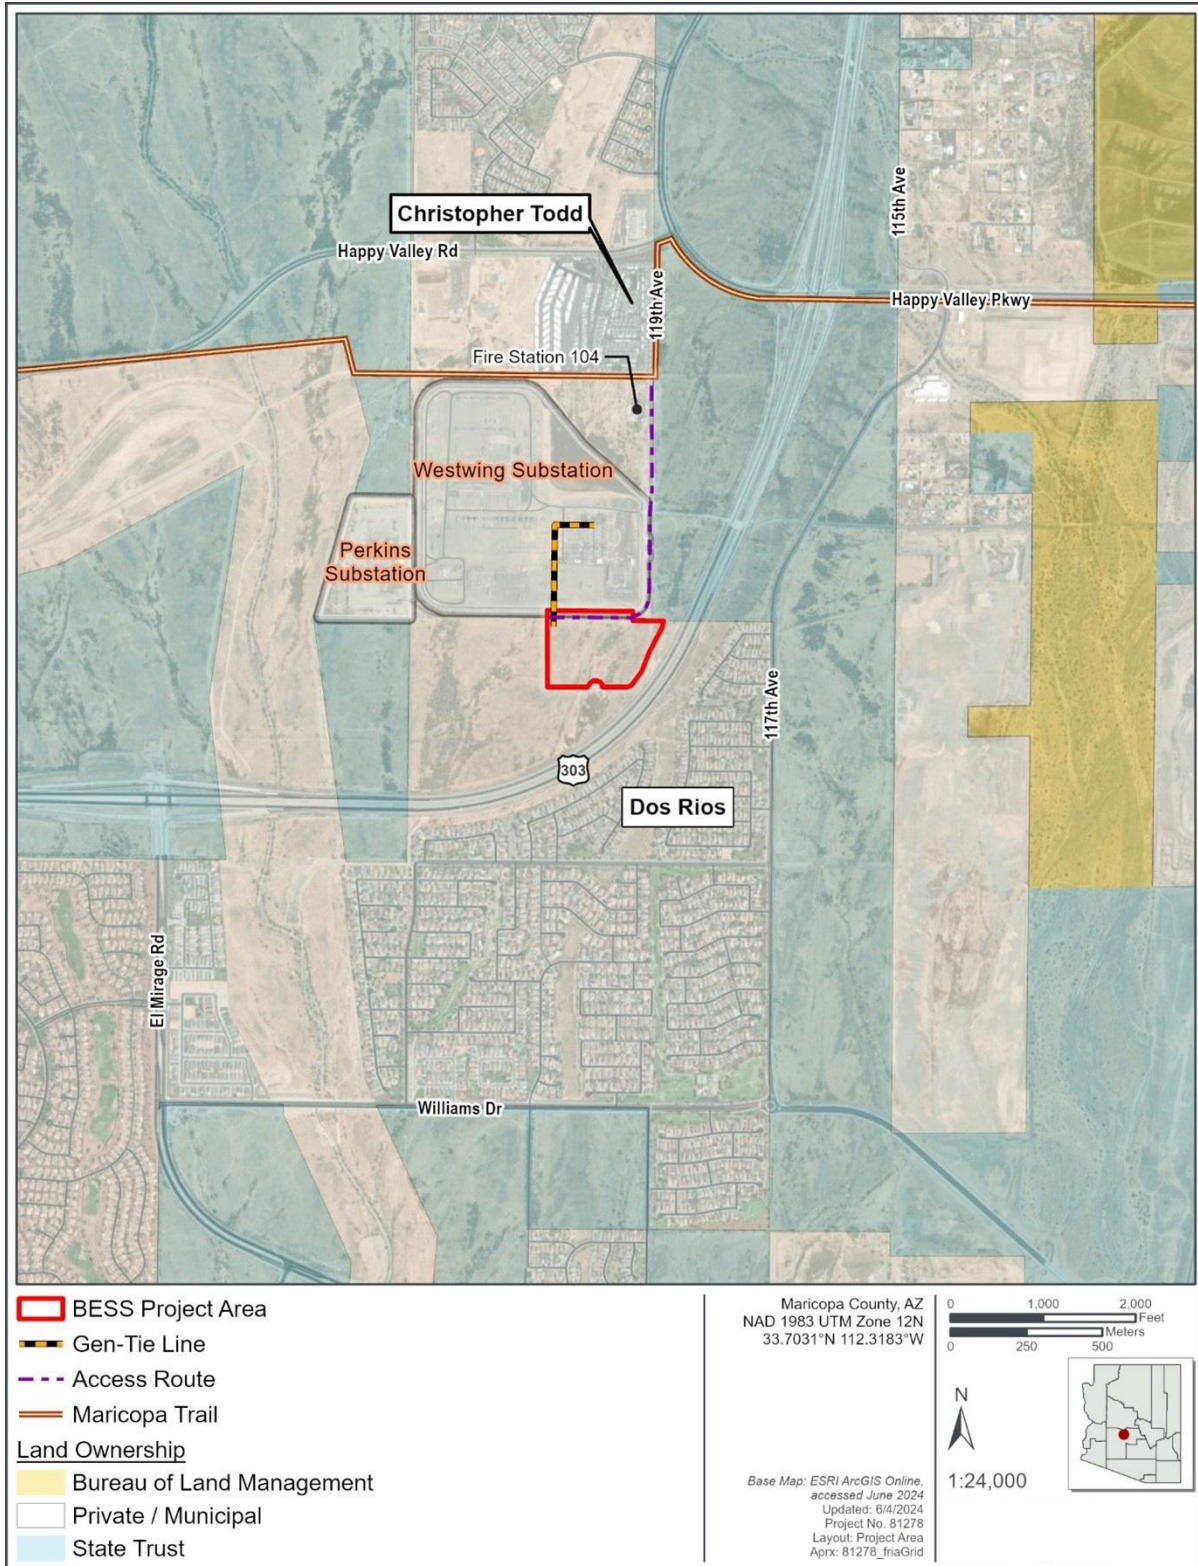 Christopher Todd
Happy Valley Rd
119th Ave
115th Ave
Happy Valley Pkwy
Fire Station 104
Westwing Substation
Perkins
Substation
117th Ave
303
Dos Rios
El Mirage Rd
Williams Dr
BESS Project Area
Gen-Tie Line
Access Route
Maricopa Trail
Land Ownership
Bureau of Land Management
Private / Municipal
State Trust
Maricopa County, AZ
NAD 1983 UTM Zone 12N
33.7031°N 112.3183°W
Base Map: ESRI ArcGIS Online,
accessed June 2024
Updated: 6/4/2024
Project No. 81278
Layout: Project Area
Aprx: 81278_friaGrid
0 1,000 2,000
Feet
Meters
0 250 500
N
1:24,000